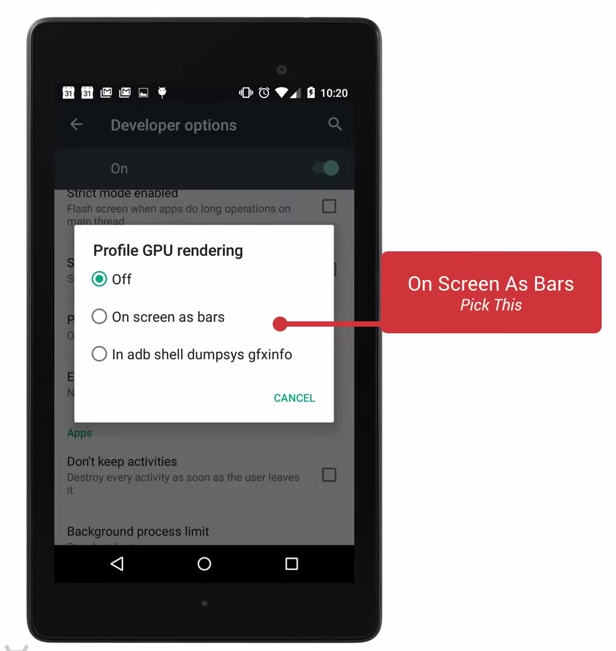 31 31 10:20
Developer options
On
Strict mode enabled
Flash screen when apps do long operations on
main thread
Profile GPU rendering
Off
On screen as bars
In adb shell dumpsys gfxinfo
CANCEL
On Screen As Bars
Pick This
Apps
Don't keep activities
Destroy every activity as soon as the user leaves
it
Background process limit